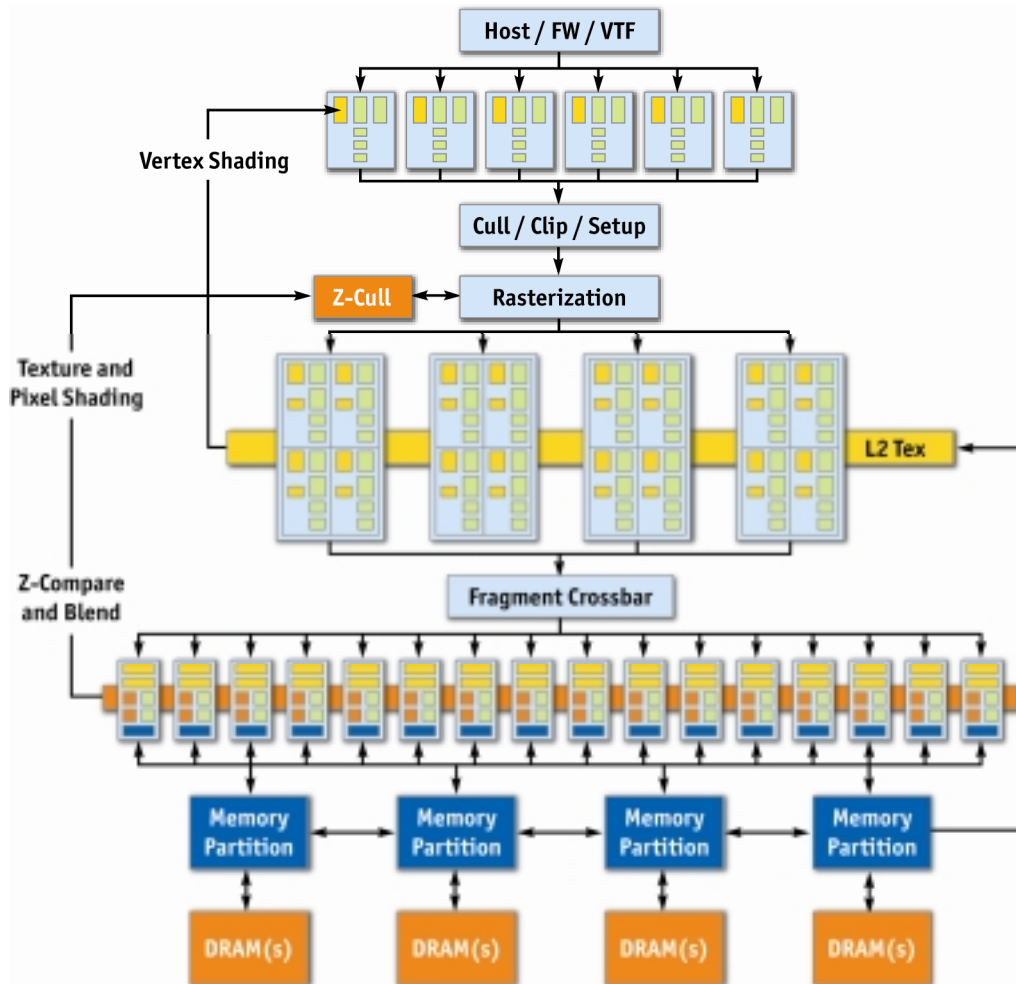 Host / FW / VTF
Vertex Shading
Cull / Clip / Setup
Z-Cull
Rasterization
Texture and
Pixel Shading
L2 Tex
Z-Compare
and Blend
Fragment Crossbar
Memory
Partition
Memory
Partition
Memory
Partition
Memory
Partition
DRAM(s)
DRAM(s)
DRAM(s)
DRAM(s)